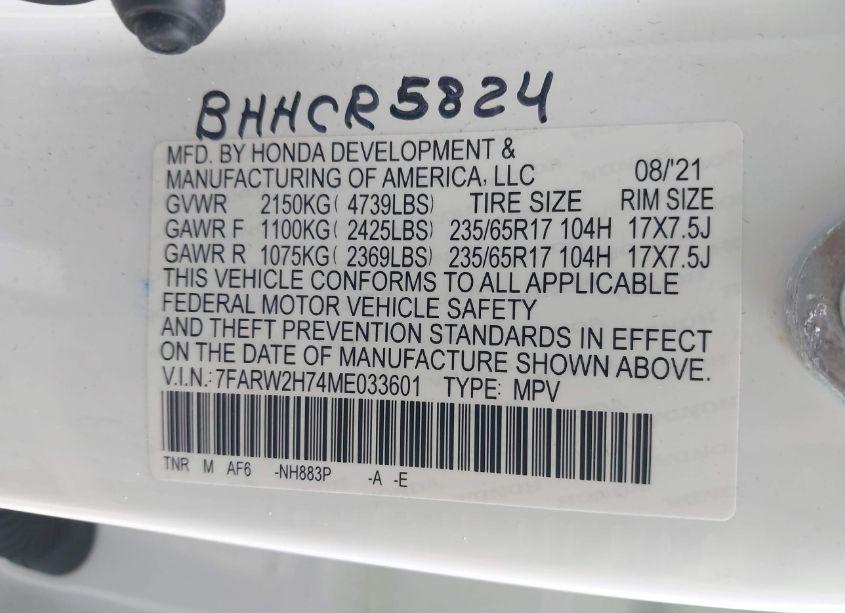 BHHCR5824
MFD. BY HONDA DEVELOPMENT &
MANUFACTURING OF AMERICA, LLC 08/'21
GVWR 2150KG( 4739LBS) TIRE SIZE RIM SIZE
GAWR F 1100KG( 2425LBS) 235/65R17 104H 17X7.5J
GAWR R 1075KG( 2369LBS) 235/65R17 104H 17X7.5J
THIS VEHICLE CONFORMS TO ALL APPLICABLE
FEDERAL MOTOR VEHICLE SAFETY
AND THEFT PREVENTION STANDARDS IN EFFECT
ON THE DATE OF MANUFACTURE SHOWN ABOVE.
V.I.N.: 7FARW2H74ME033601 TYPE: MPV
TNR M AF6 -NH883P -A -E